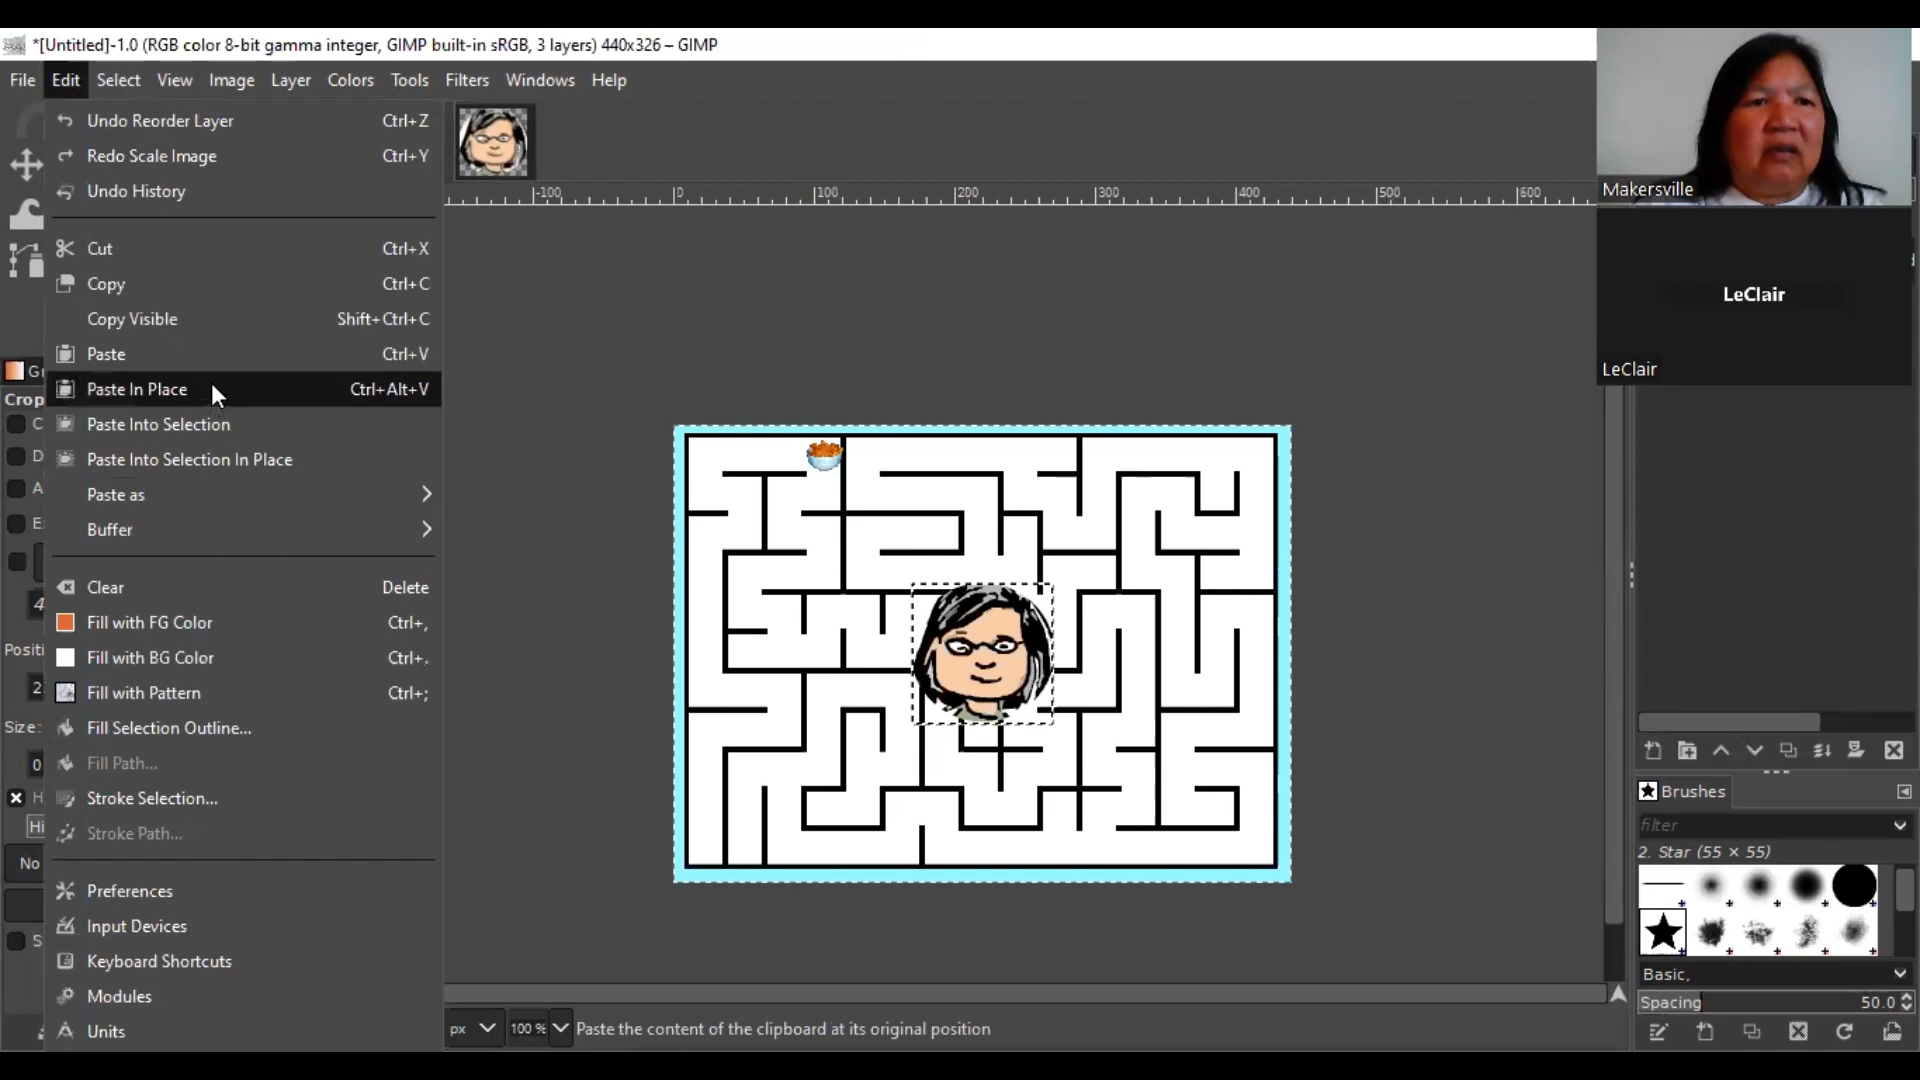 *[Untitled]-1.0 (RGB color 8-bit gamma integer, GIMP built-in sRGB, 3 layers) 440x326 – GIMP
File Edit Select View Image Layer Colors Tools Filters Windows Help
Undo Reorder Layer Ctrl+Z
Redo Scale Image Ctrl+Y
Undo History
Cut Ctrl+X
Copy Ctrl+C
Copy Visible Shift+Ctrl+C
Paste Ctrl+V
Paste In Place Ctrl+Alt+V
Paste Into Selection
Paste Into Selection In Place
Paste as
Buffer
Clear Delete
Fill with FG Color Ctrl+,
Fill with BG Color Ctrl+.
Fill with Pattern Ctrl+;
Fill Selection Outline...
Fill Path...
Stroke Selection...
Stroke Path...
Preferences
Input Devices
Keyboard Shortcuts
Modules
Units
Crop
Size:
0
No
-100 0 100 200 300 400 500 600
px 100 % Paste the content of the clipboard at its original position
Makersville
LeClair
LeClair
Brushes
filter
2. Star (55 × 55)
Basic,
Spacing 50.0